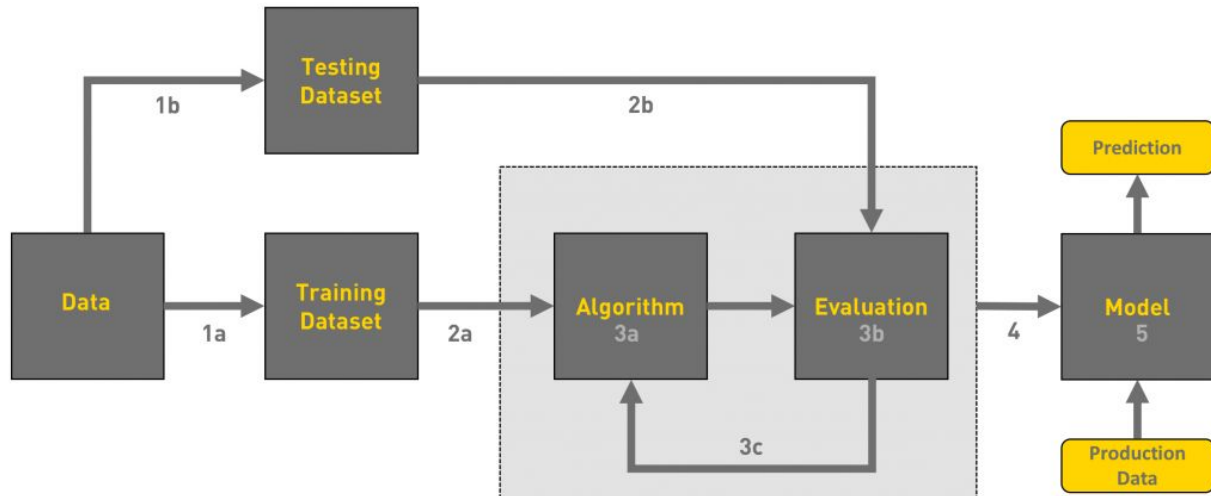 Testing
Dataset
1b
2b
Prediction
Data
1a
Training
Dataset
2a
Algorithm
3a
Evaluation
3b
4
Model
5
3c
Production
Data